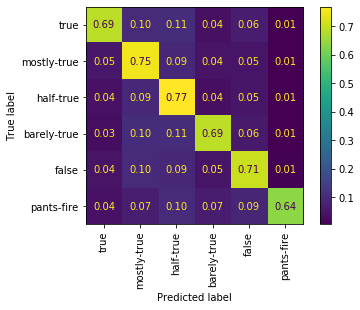 true 0.69 0.10 0.11 0.04 0.06 0.01
mostly-true 0.05 0.75 0.09 0.04 0.05 0.01
half-true 0.04 0.09 0.77 0.04 0.05 0.01
barely-true 0.03 0.10 0.11 0.69 0.06 0.01
false 0.04 0.10 0.09 0.05 0.71 0.01
pants-fire 0.04 0.07 0.10 0.07 0.09 0.64
True label
true mostly-true half-true barely-true false pants-fire
Predicted label
0.7
0.6
0.5
0.4
0.3
0.2
0.1